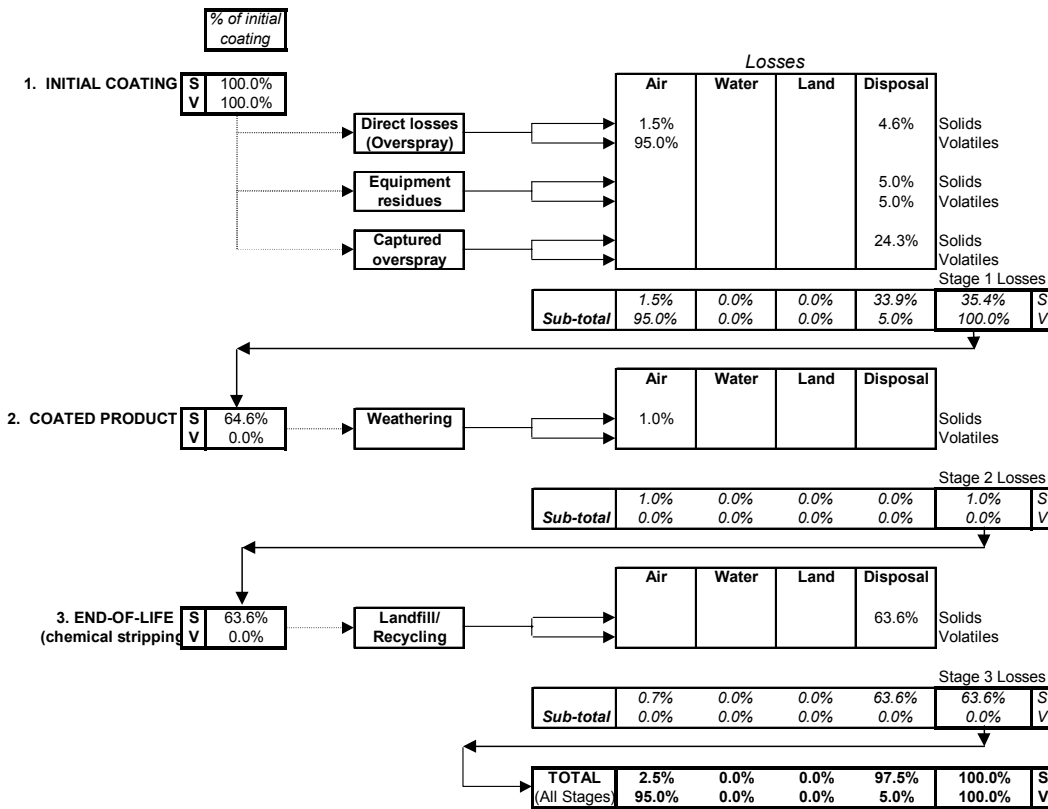 % of initial
coating
Losses
1. INITIAL COATING S 100.0%
V 100.0%
Air Water Land Disposal
Direct losses
(Overspray)
1.5% 4.6% Solids
95.0% Volatiles
Equipment
residues
5.0% Solids
5.0% Volatiles
Captured
overspray
24.3% Solids
Volatiles
Stage 1 Losses
1.5% 0.0% 0.0% 33.9% 35.4% S
Sub-total 95.0% 0.0% 0.0% 5.0% 100.0% V
Air Water Land Disposal
2. COATED PRODUCT S 64.6% Weathering 1.0% Solids
V 0.0% Volatiles
Stage 2 Losses
1.0% 0.0% 0.0% 0.0% 1.0% S
Sub-total 0.0% 0.0% 0.0% 0.0% 0.0% V
Air Water Land Disposal
3. END-OF-LIFE S 63.6% Landfill/ 63.6% Solids
(chemical stripping V 0.0% Recycling Volatiles
Stage 3 Losses
0.7% 0.0% 0.0% 63.6% 63.6% S
Sub-total 0.0% 0.0% 0.0% 0.0% 0.0% V
TOTAL 2.5% 0.0% 0.0% 97.5% 100.0% S
(All Stages) 95.0% 0.0% 0.0% 5.0% 100.0% V